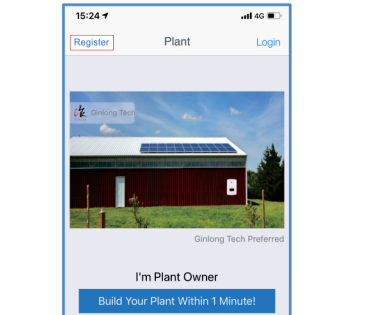 15:24 4G
Register Plant Login
Ginlong Tech
Ginlong Tech Preferred
I'm Plant Owner
Build Your Plant Within 1 Minute!